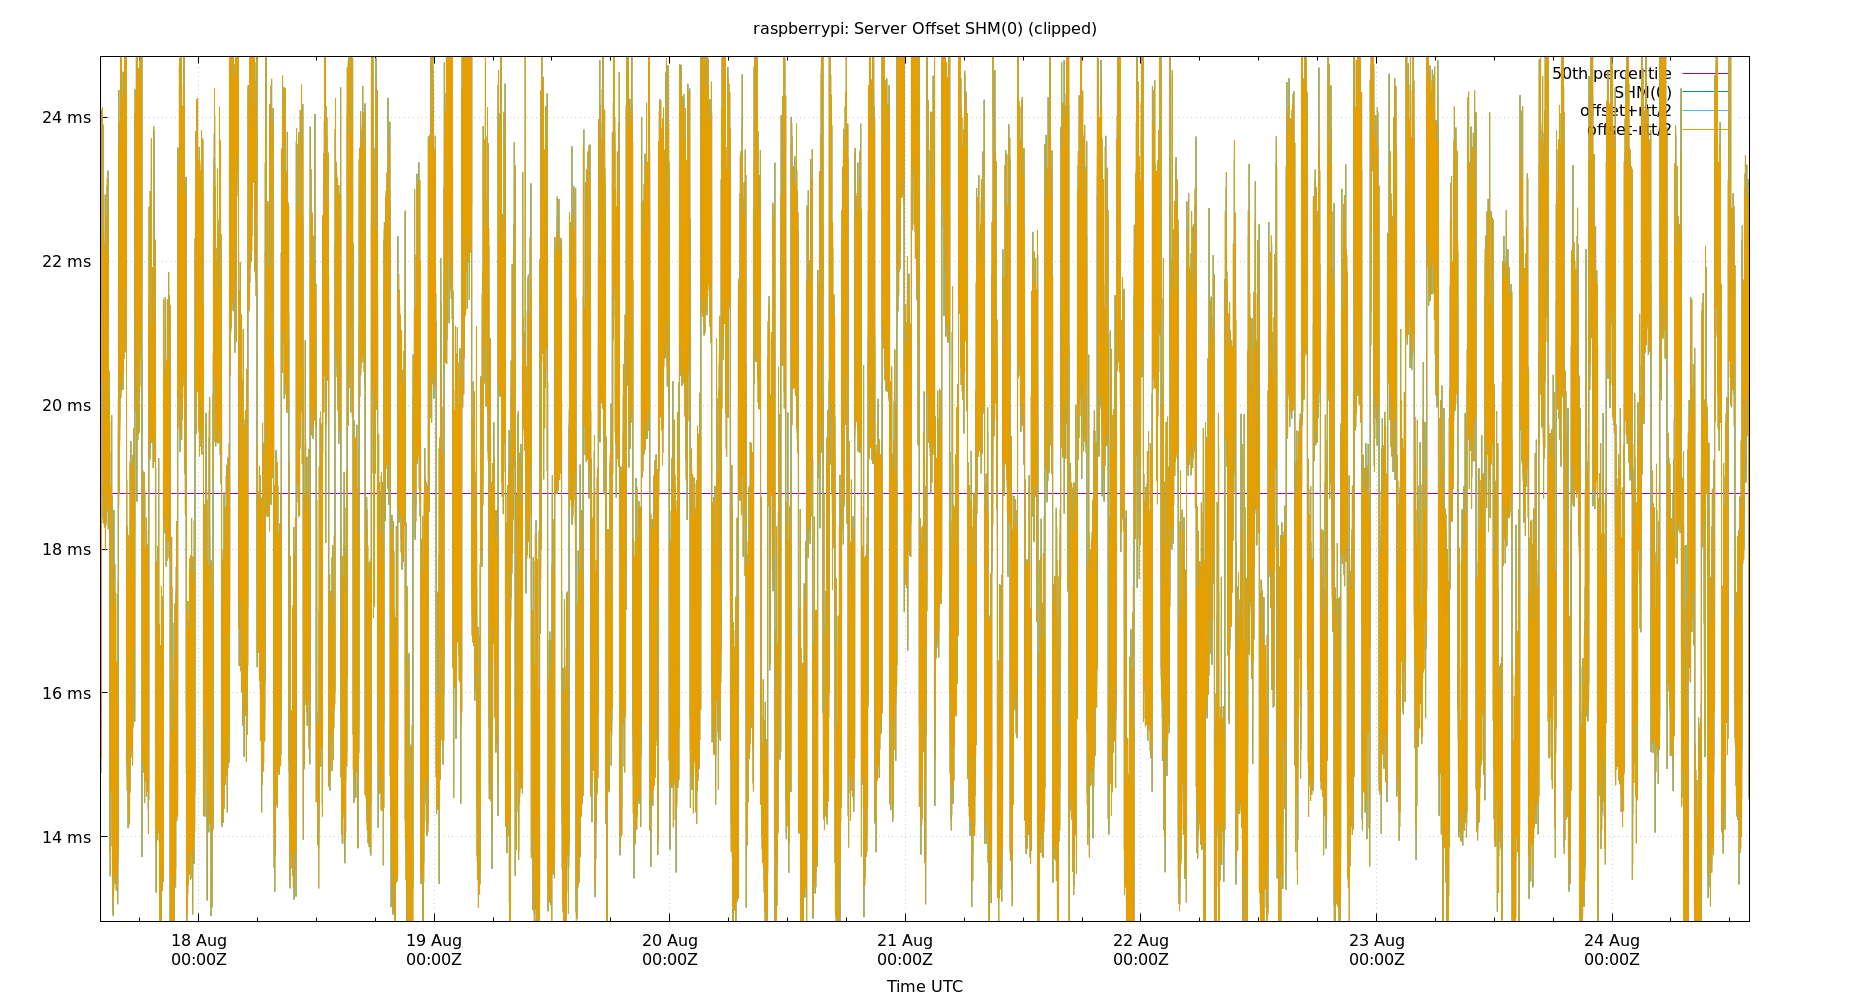 raspberrypi: Server Offset SHM(0) (clipped)
50th percentile
SHM(0)
offset+rtt/2
offset-rtt/2
24 ms
22 ms
20 ms
18 ms
16 ms
14 ms
18 Aug 19 Aug 20 Aug 21 Aug 22 Aug 23 Aug 24 Aug
00:00Z 00:00Z 00:00Z 00:00Z 00:00Z 00:00Z 00:00Z
Time UTC